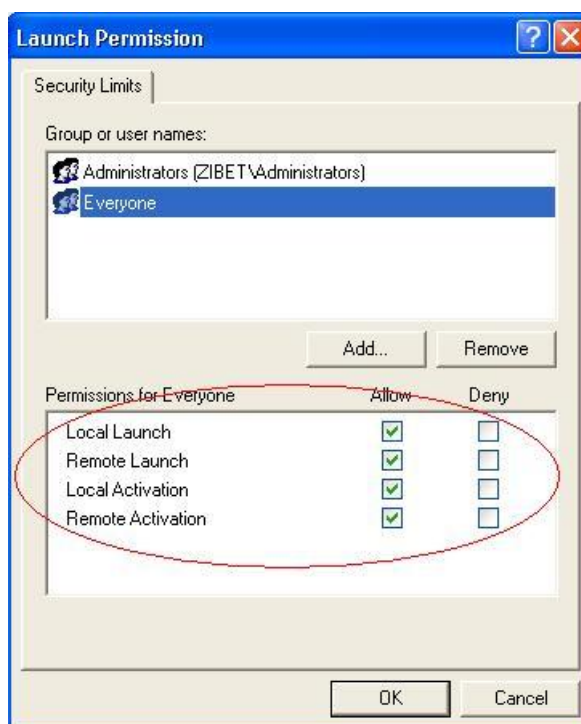 Launch Permission
Security Limits
Group or user names:
Administrators (ZIBET\Administrators)
Everyone
Add... Remove
Permissions for Everyone Allow Deny
Local Launch
Remote Launch
Local Activation
Remote Activation
OK Cancel